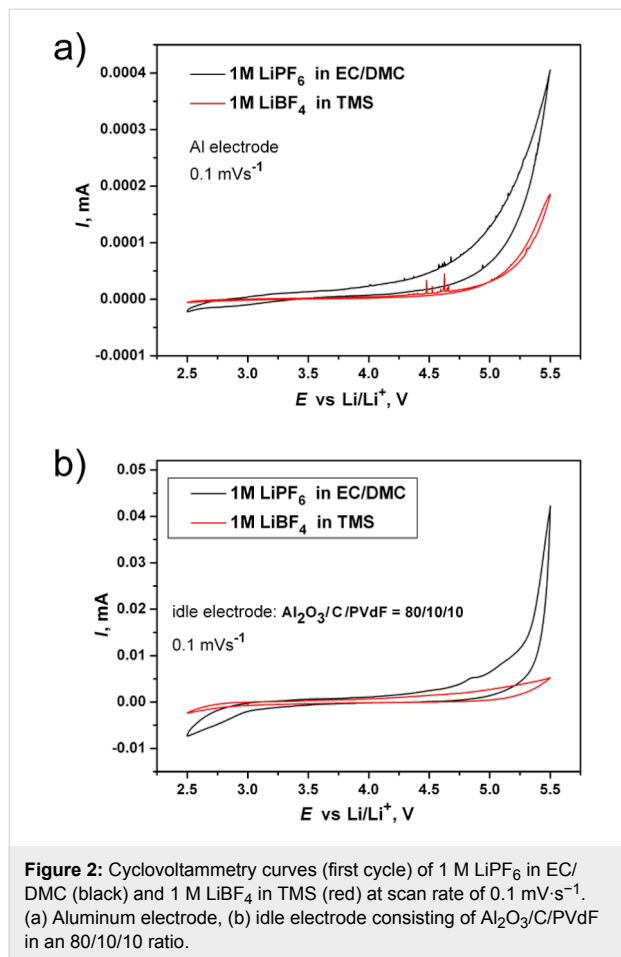 a)
1M LiPF₆ in EC/DMC
1M LiBF₄ in TMS
Al electrode
0.1 mVs⁻¹
I, mA
0.0004
0.0003
0.0002
0.0001
0.0000
-0.0001
2.5 3.0 3.5 4.0 4.5 5.0 5.5
E vs Li/Li⁺, V
b)
1M LiPF₆ in EC/DMC
1M LiBF₄ in TMS
idle electrode: Al₂O₃/C/PVdF = 80/10/10
0.1 mVs⁻¹
I, mA
0.05
0.04
0.03
0.02
0.01
0.00
-0.01
2.5 3.0 3.5 4.0 4.5 5.0 5.5
E vs Li/Li⁺, V
Figure 2: Cyclovoltammetry curves (first cycle) of 1 M LiPF₆ in EC/
DMC (black) and 1 M LiBF₄ in TMS (red) at scan rate of 0.1 mV·s⁻¹.
(a) Aluminum electrode, (b) idle electrode consisting of Al₂O₃/C/PVdF
in an 80/10/10 ratio.